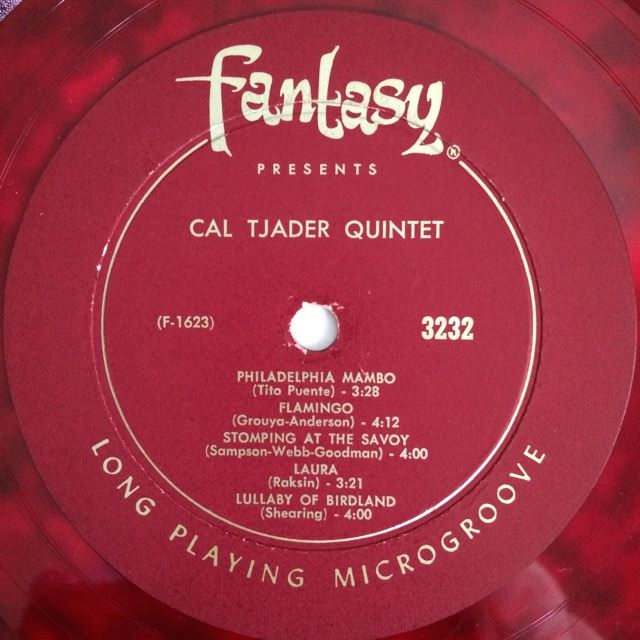 fantasy®
PRESENTS
CAL TJADER QUINTET
(F-1623)
3232
PHILADELPHIA MAMBO
(Tito Puente) - 3:28
FLAMINGO
(Grouya-Anderson) - 4:12
STOMPING AT THE SAVOY
(Sampson-Webb-Goodman) - 4:00
LAURA
(Raksin) - 3:21
LULLABY OF BIRDLAND
(Shearing) - 4:00
LONG PLAYING MICROGROOVE